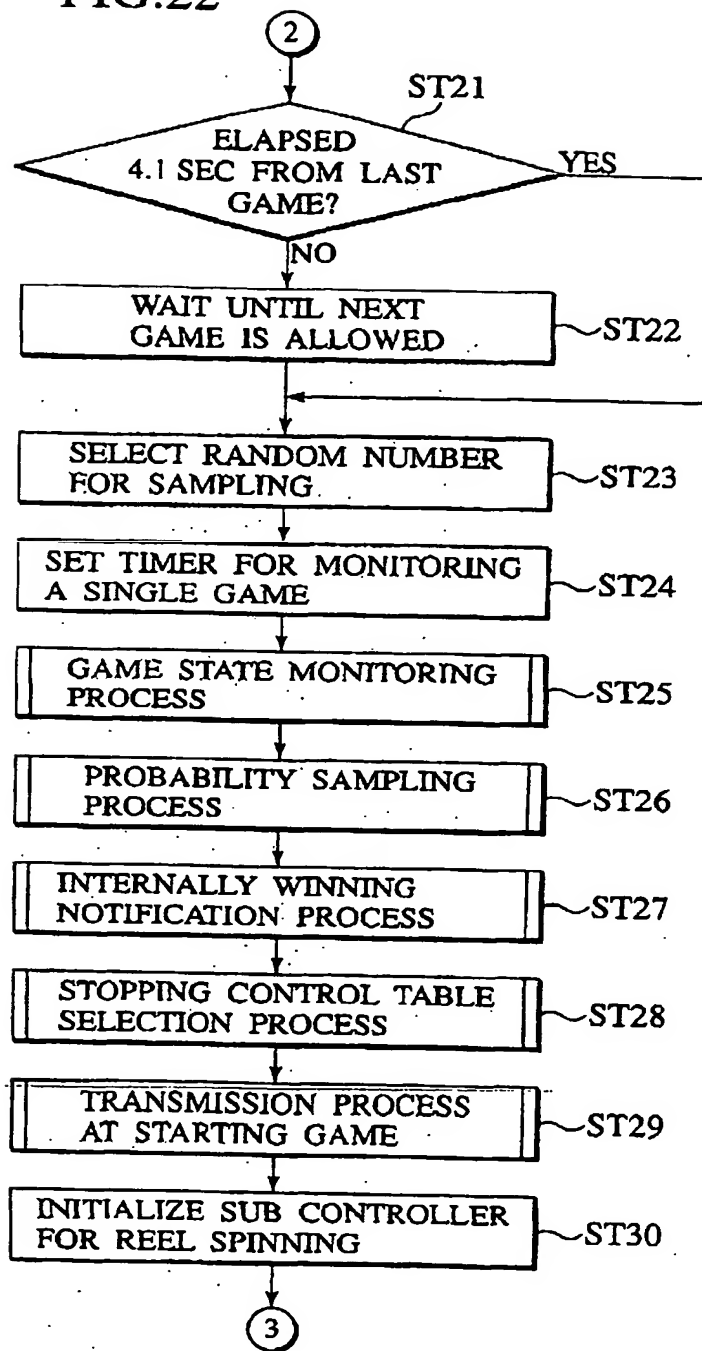 FIG.22
2
ST21
ELAPSED
4.1 SEC FROM LAST
GAME?
YES
NO
WAIT UNTIL NEXT
GAME IS ALLOWED
ST22
SELECT RANDOM NUMBER
FOR SAMPLING
ST23
SET TIMER FOR MONITORING
A SINGLE GAME
ST24
GAME STATE MONITORING
PROCESS
ST25
PROBABILITY SAMPLING
PROCESS
ST26
INTERNALLY WINNING
NOTIFICATION PROCESS
ST27
STOPPING CONTROL TABLE
SELECTION PROCESS
ST28
TRANSMISSION PROCESS
AT STARTING GAME
ST29
INITIALIZE SUB CONTROLLER
FOR REEL SPINNING
ST30
3